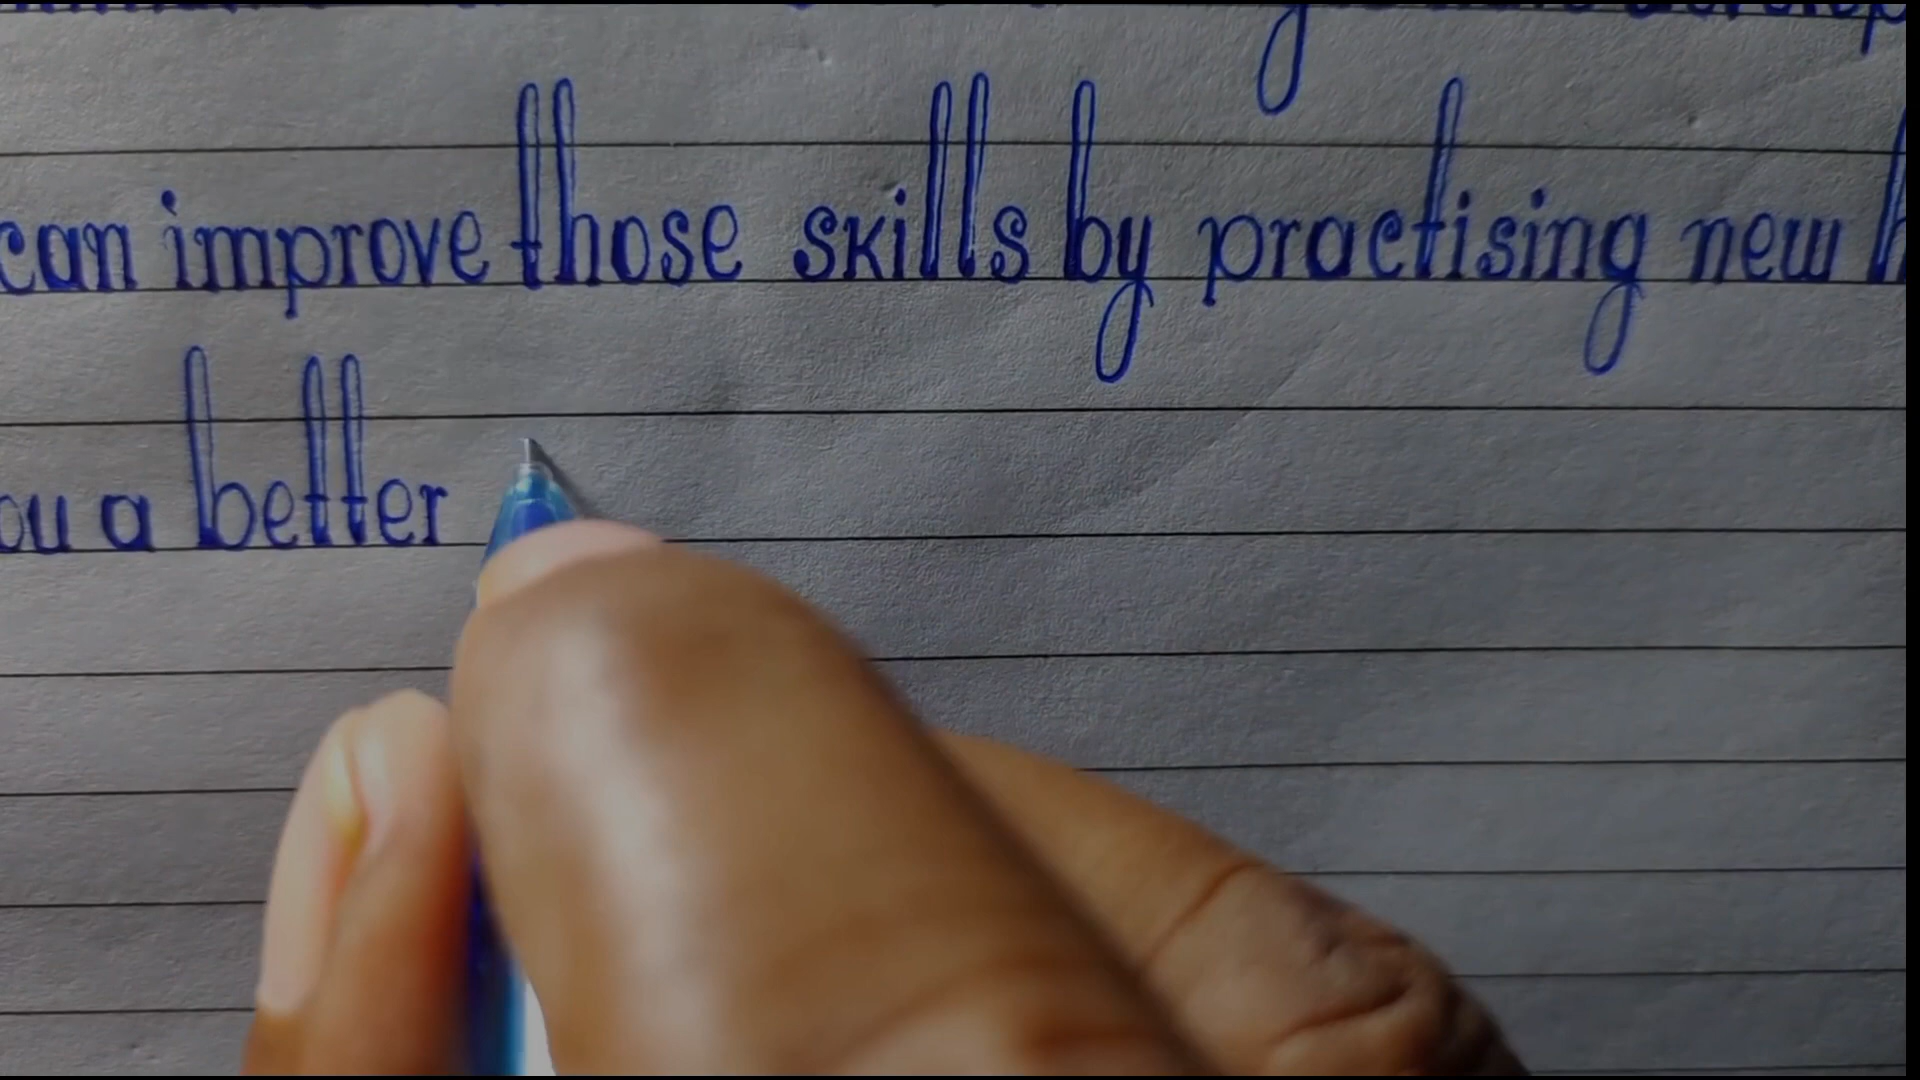 can improve those skills by practising new
ou a better